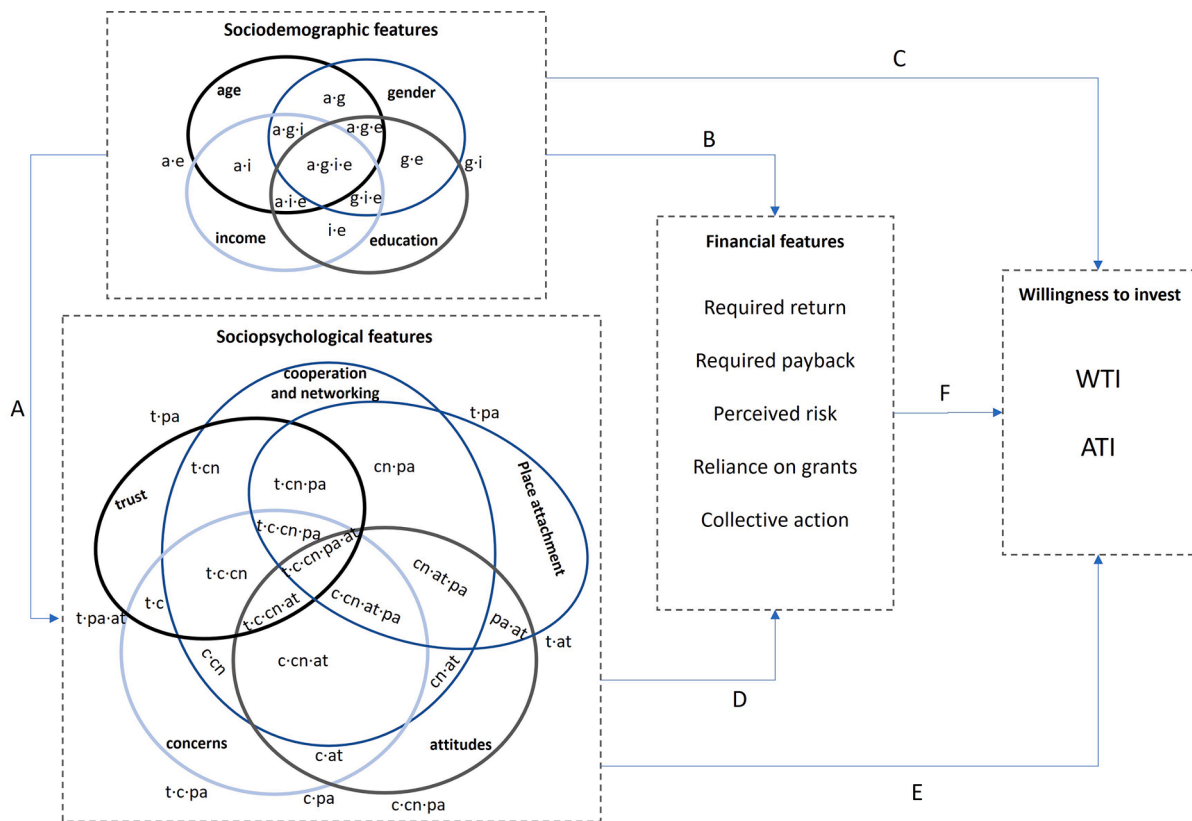 Sociodemographic features
age
gender
a·g
a·g·i
a·g·e
a·e
a·i
a·g·i·e
g·e
g·i
a·i·e
g·i·e
i·e
income
education
A
B
C
Sociopsychological features
cooperation
and networking
t·pa
t·pa
t·cn
cn·pa
t·cn·pa
trust
Place attachment
t·c·cn·pa
t·c·cn·pa·at
t·c·cn
cn·at·pa
t·c
t·c·cn·at
c·cn·at·pa
pa·at
t·pa·at
t·at
c·cn
c·cn·at
cn·at
concerns
attitudes
c·at
t·c·pa
c·pa
c·cn·pa
Financial features
Required return
Required payback
Perceived risk
Reliance on grants
Collective action
F
D
E
Willingness to invest
WTI
ATI